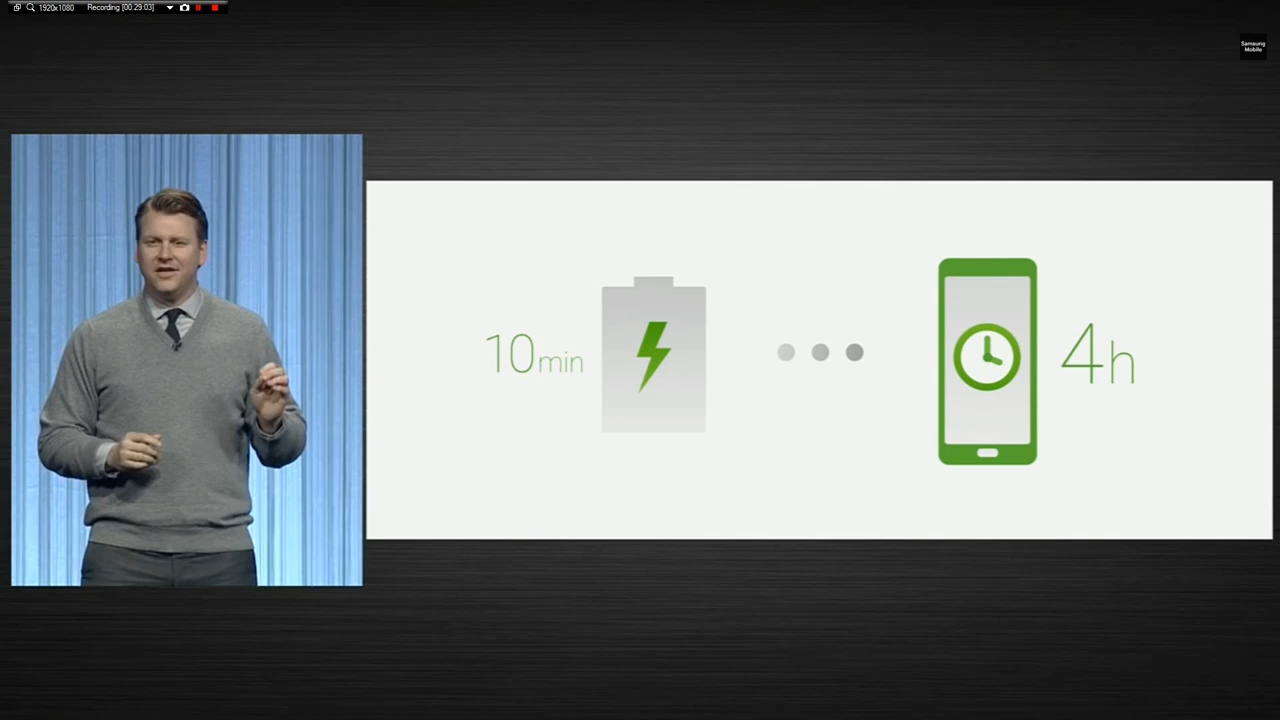 1920x1080
Recording [00:29:03]
Samsung
Mobile
10min
4h